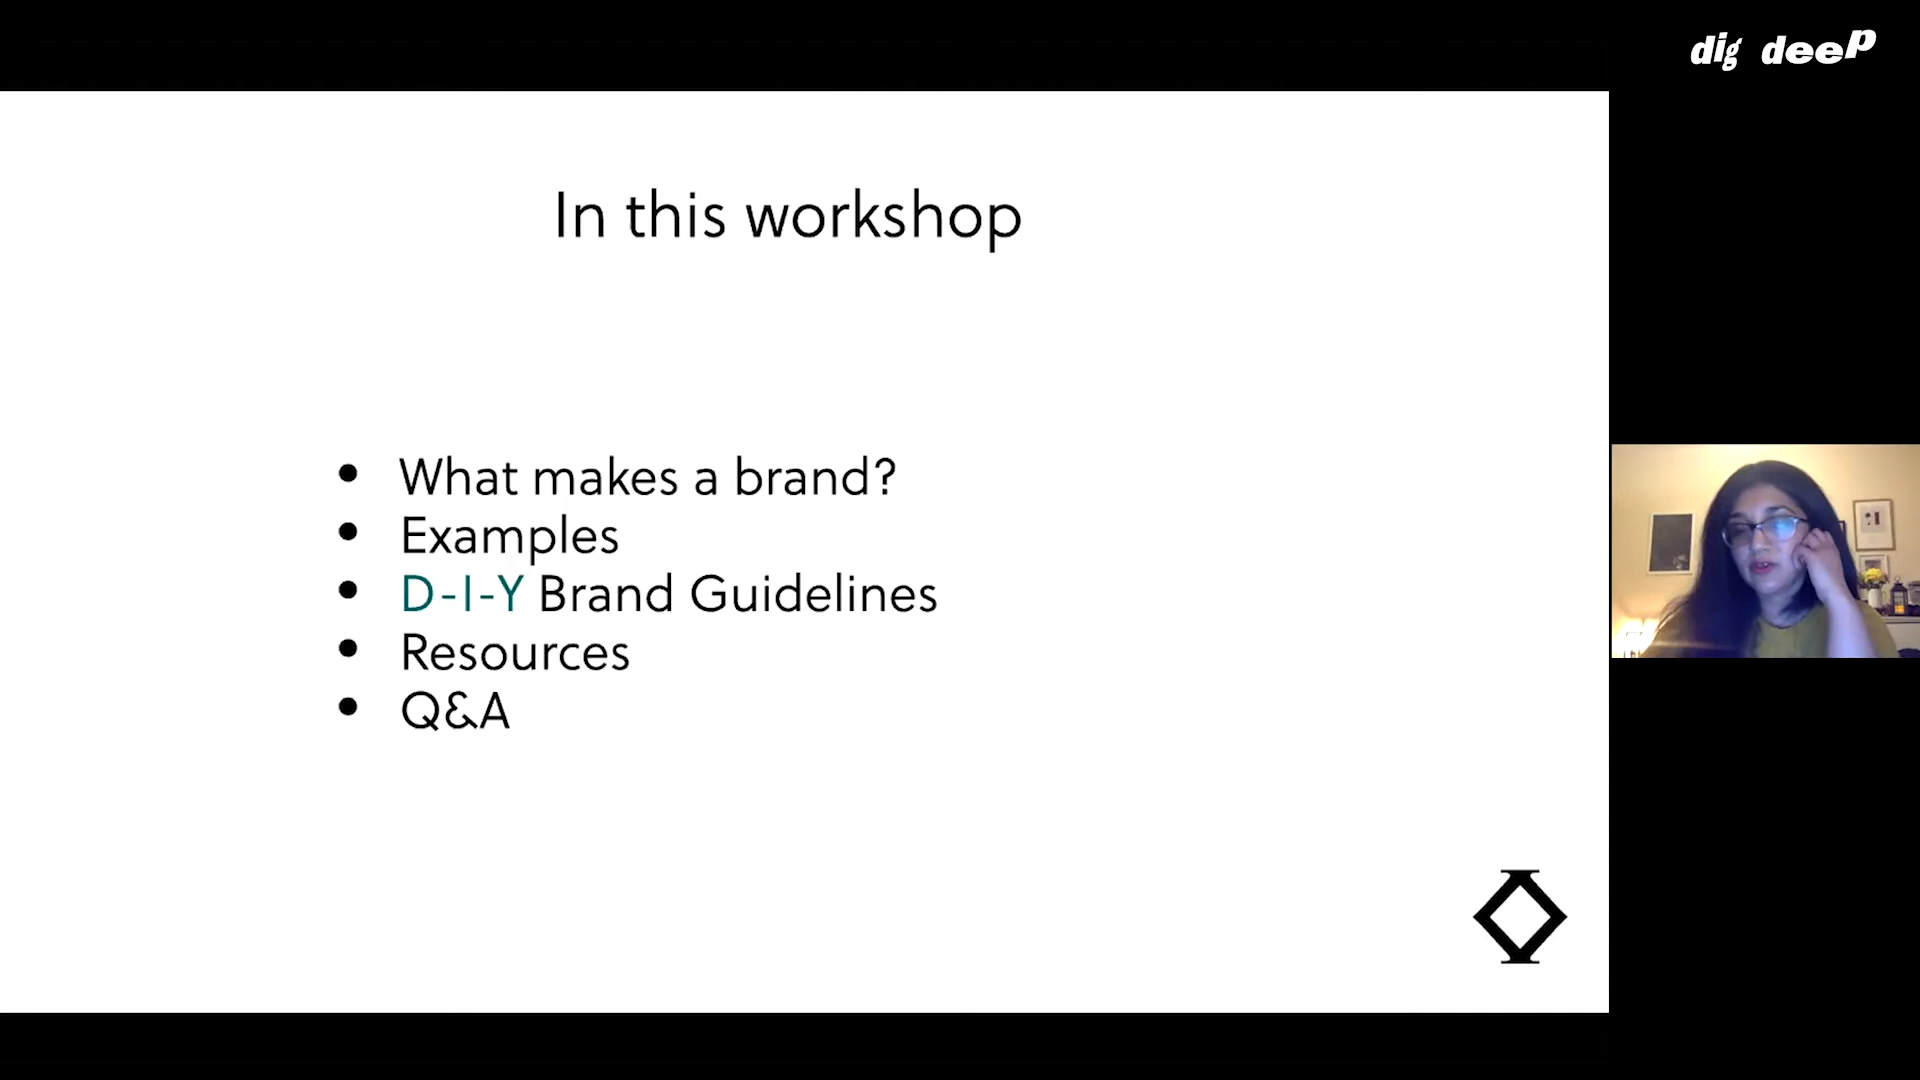 dig deep
In this workshop
• What makes a brand?
• Examples
• D-I-Y Brand Guidelines
• Resources
• Q&A